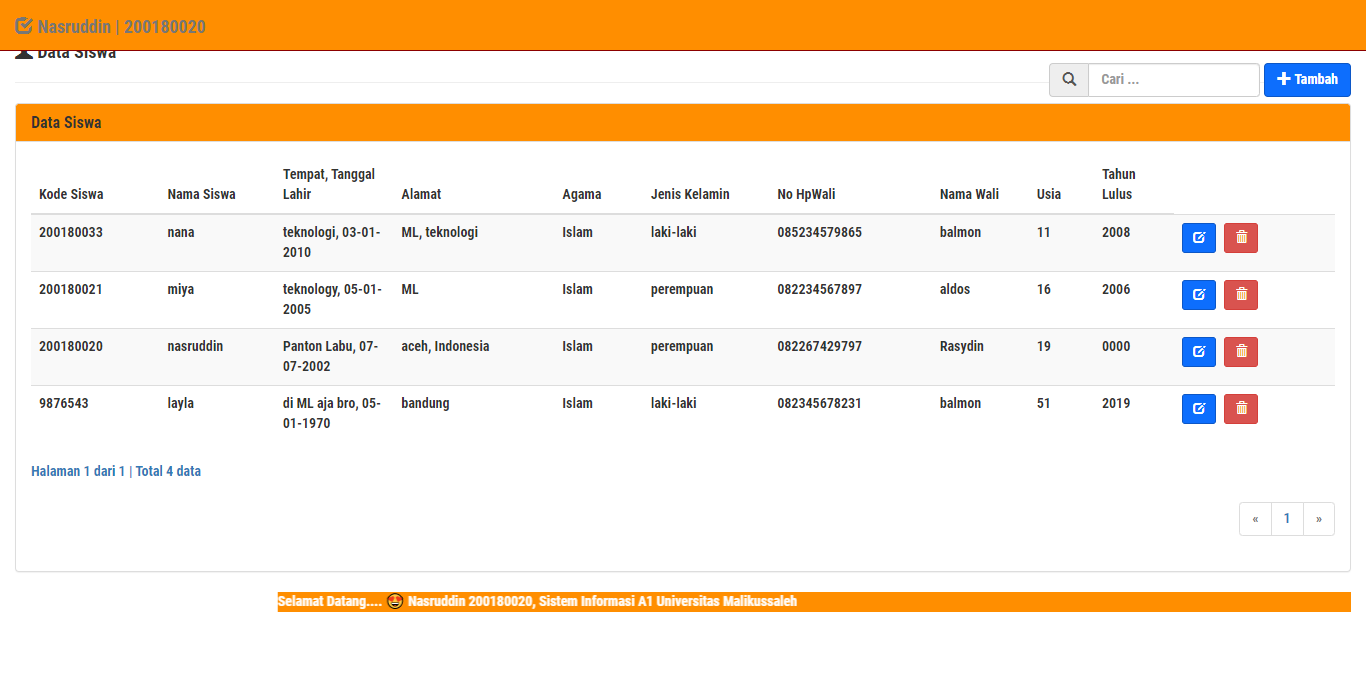 Nasruddin | 200180020
Data Siswa
Cari ...
Tambah
Data Siswa
Kode Siswa Nama Siswa Tempat, Tanggal Lahir Alamat Agama Jenis Kelamin No HpWali Nama Wali Usia Tahun Lulus
200180033 nana teknologi, 03-01-2010 ML, teknologi Islam laki-laki 085234579865 balmon 11 2008
200180021 miya teknology, 05-01-2005 ML Islam perempuan 082234567897 aldos 16 2006
200180020 nasruddin Panton Labu, 07-07-2002 aceh, Indonesia Islam perempuan 082267429797 Rasydin 19 0000
9876543 layla di ML aja bro, 05-01-1970 bandung Islam laki-laki 082345678231 balmon 51 2019
Halaman 1 dari 1 | Total 4 data
« 1 »
Selamat Datang.... 🤩 Nasruddin 200180020, Sistem Informasi A1 Universitas Malikussaleh